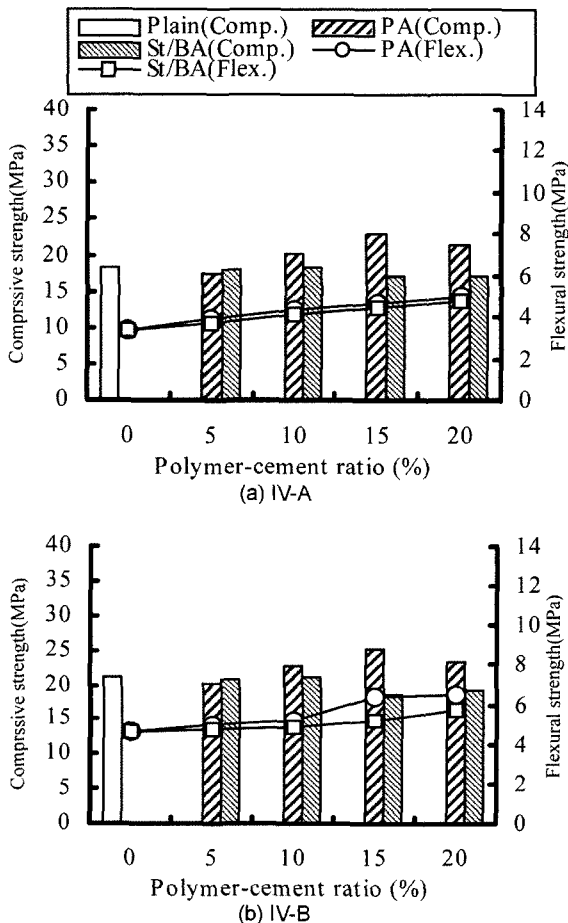 Plain(Comp.) PA(Comp.)
St/BA(Comp.) PA(Flex.)
St/BA(Flex.)
40 14
35 12
30 10
25 8
20 6
15 4
10 2
5 0
0
Comprssive strength(MPa)
Flexural strength(MPa)
0 5 10 15 20
Polymer-cement ratio (%)
(a) IV-A
40 14
35 12
30 10
25 8
20 6
15 4
10 2
5 0
0
Comprssive strength(MPa)
Flexural strength(MPa)
0 5 10 15 20
Polymer-cement ratio (%)
(b) IV-B